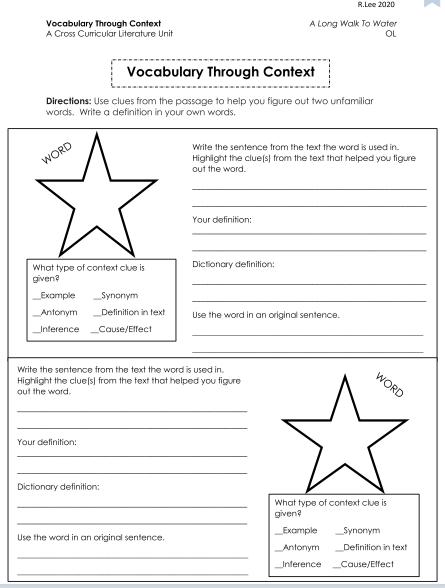 R.Lee 2020
Vocabulary Through Context
A Long Walk To Water
A Cross Curricular Literature Unit
OL
Vocabulary Through Context
Directions: Use clues from the passage to help you figure out two unfamiliar
words. Write a definition in your own words.
WORD
What type of context clue is
given?
__Example __Synonym
__Antonym __Definition in text
__Inference __Cause/Effect
Write the sentence from the text the word is used in.
Highlight the clue(s) from the text that helped you figure
out the word.
Your definition:
Dictionary definition:
Use the word in an original sentence.
Write the sentence from the text the word is used in.
Highlight the clue(s) from the text that helped you figure
out the word.
Your definition:
Dictionary definition:
Use the word in an original sentence.
WORD
What type of context clue is
given?
__Example __Synonym
__Antonym __Definition in text
__Inference __Cause/Effect